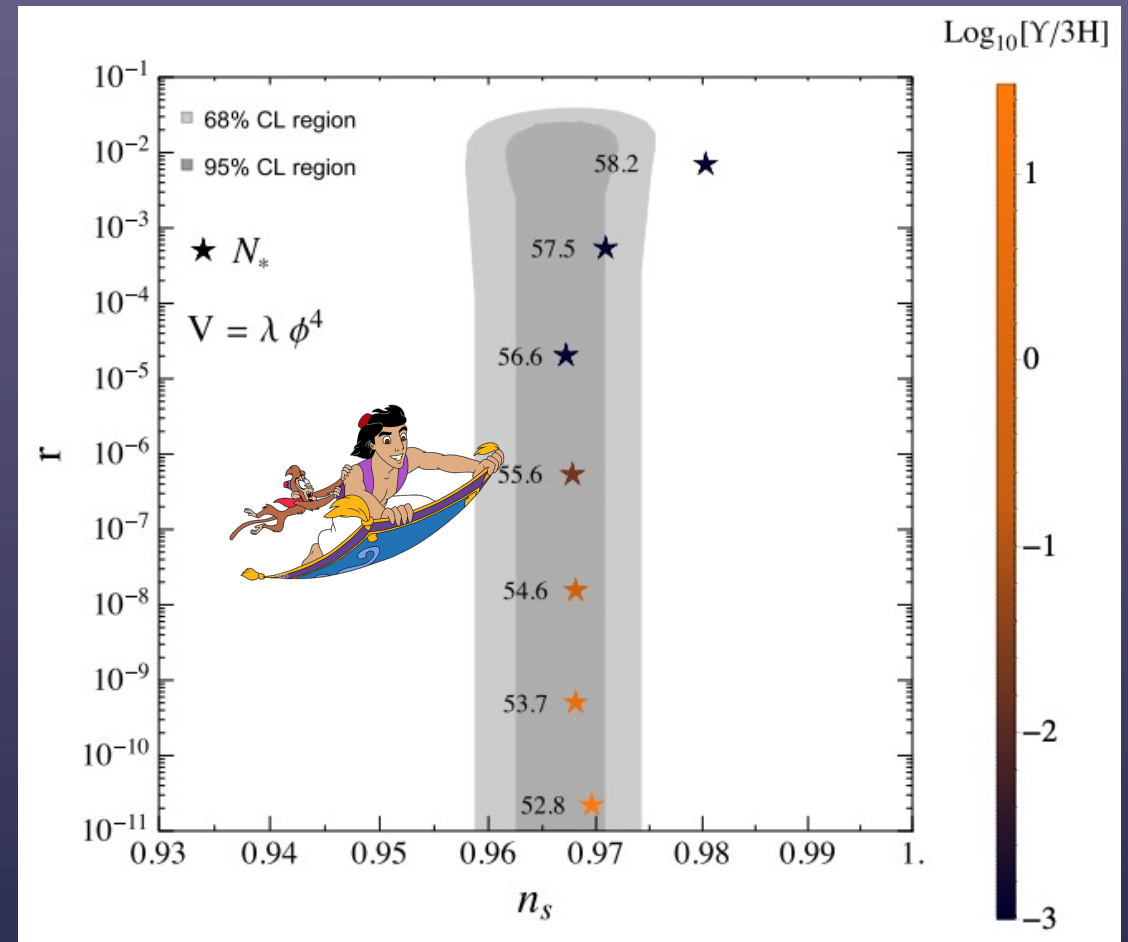 Log₁₀[Υ/3H]
10⁻¹
68% CL region
10⁻²
95% CL region
58.2
1
10⁻³
★ N*
57.5
10⁻⁴
V = λ ϕ⁴
56.6
0
10⁻⁵
r
10⁻⁶
55.6
10⁻⁷
−1
54.6
10⁻⁸
10⁻⁹
53.7
−2
10⁻¹⁰
52.8
10⁻¹¹
0.93 0.94 0.95 0.96 0.97 0.98 0.99 1.
nₛ
−3